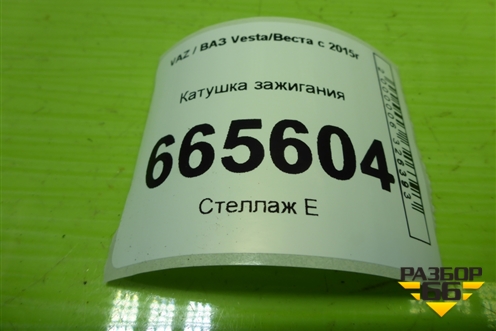 VAZ / ВАЗ Vesta/Веста с 2015г
Катушка зажигания
665604
Стеллаж Е
РАЗБОР
66